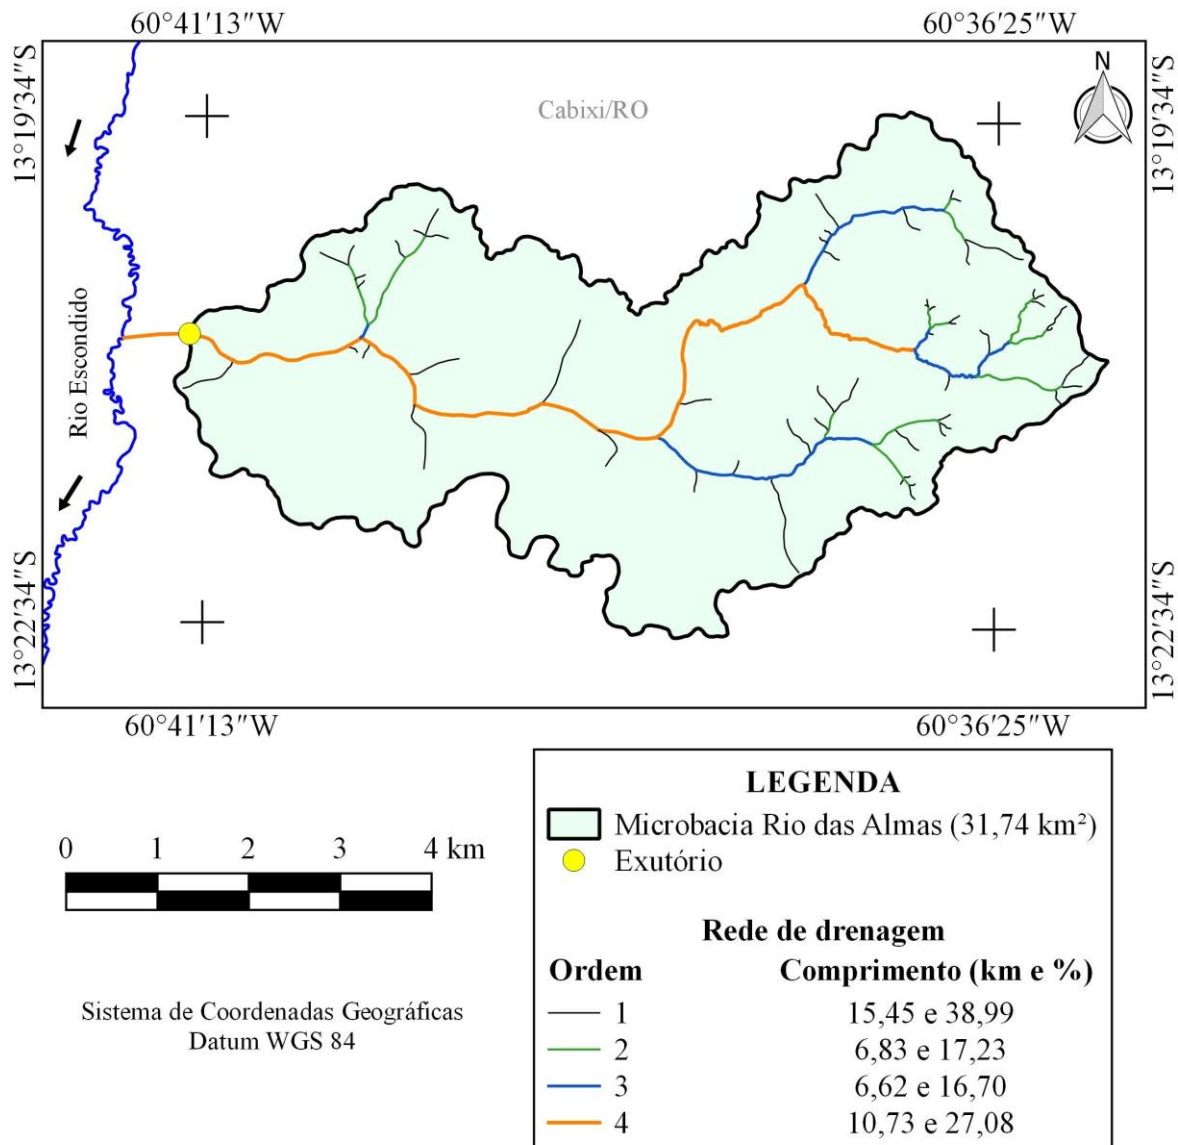 60°41'13"W 60°36'25"W
13°19'34"S
13°19'34"S
N
Cabixi/RO
Rio Escondido
13°22'34"S
13°22'34"S
60°41'13"W 60°36'25"W
0 1 2 3 4 km
Sistema de Coordenadas Geográficas
Datum WGS 84
LEGENDA
Microbacia Rio das Almas (31,74 km²)
Exutório
Rede de drenagem
Ordem Comprimento (km e %)
1 15,45 e 38,99
2 6,83 e 17,23
3 6,62 e 16,70
4 10,73 e 27,08